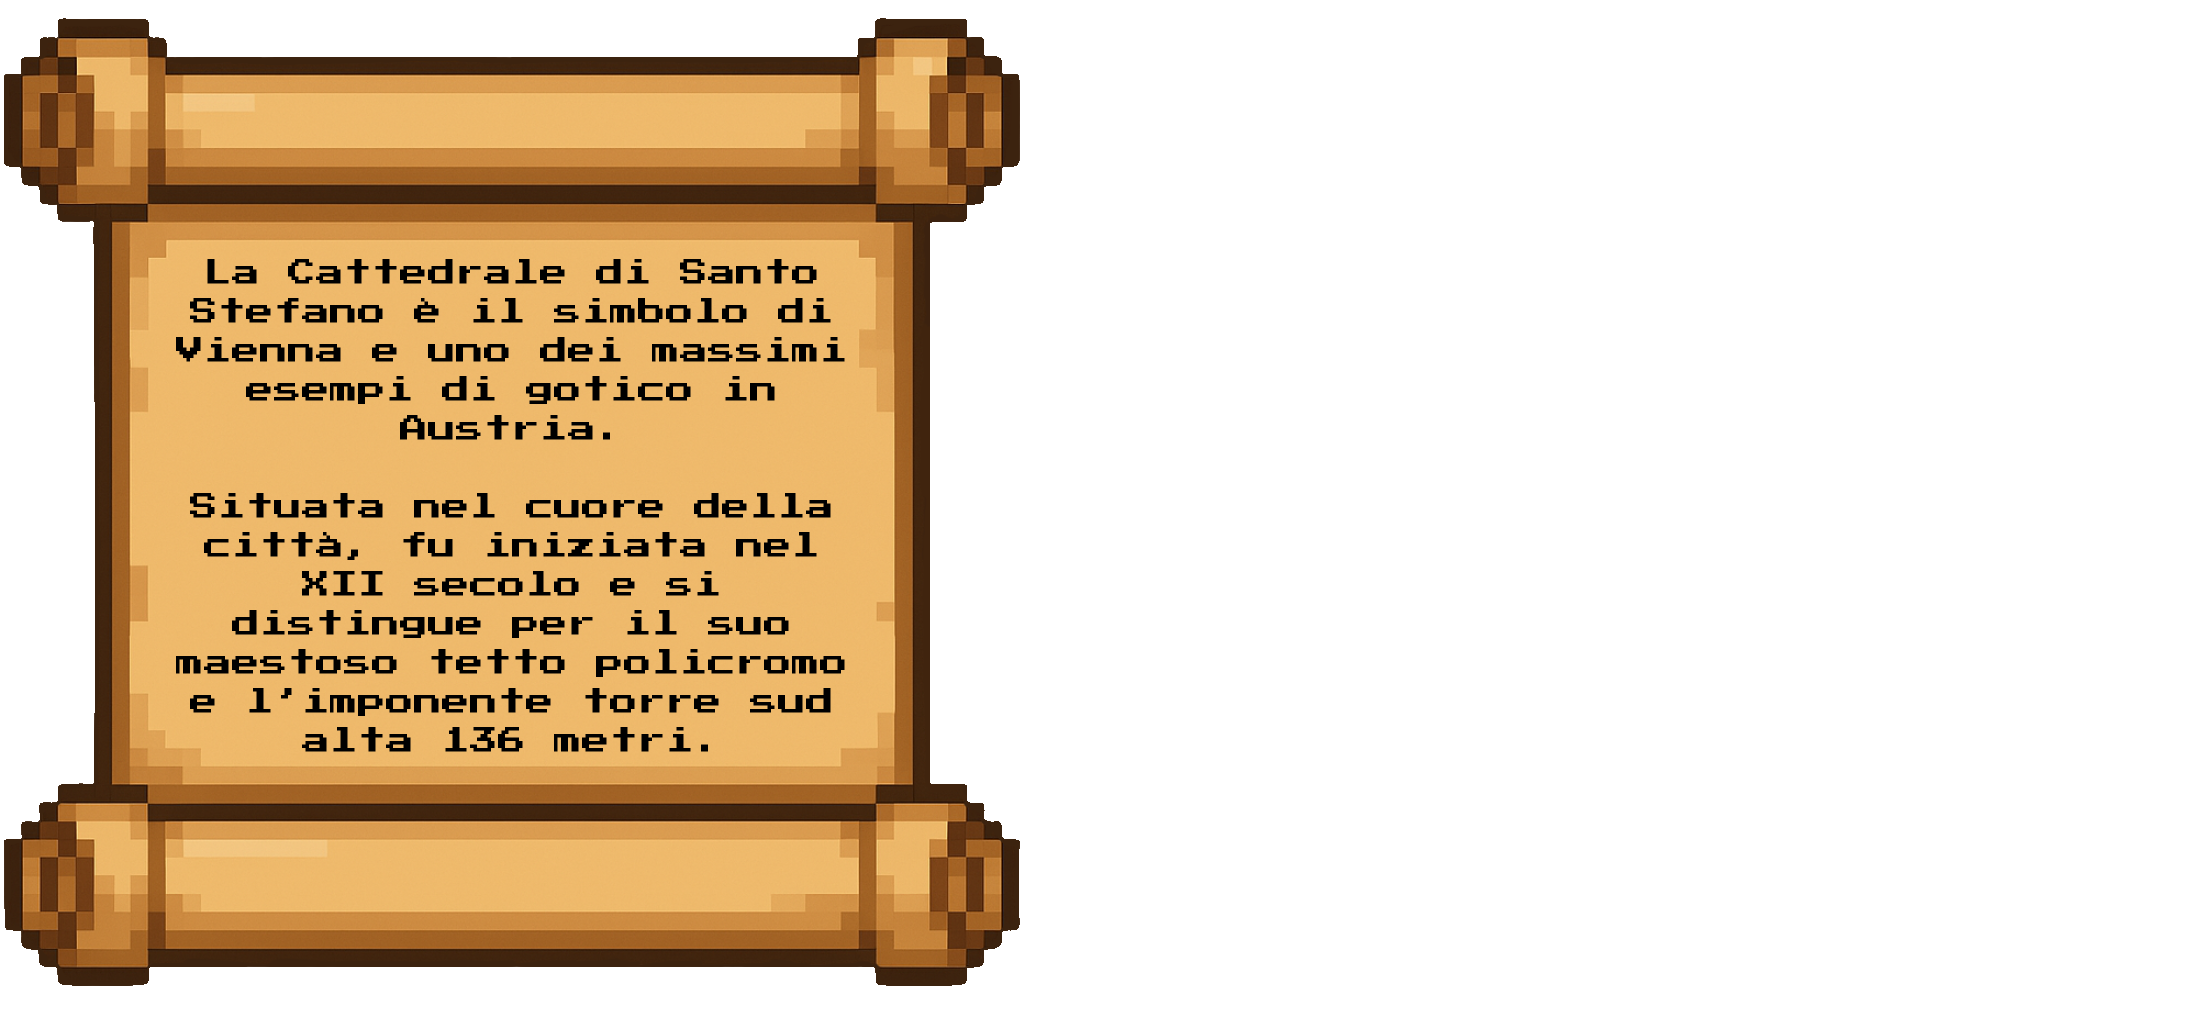 La Cattedrale di Santo
Stefano è il simbolo di
Vienna e uno dei massimi
esempi di gotico in
Austria.
Situata nel cuore della
città, fu iniziata nel
XII secolo e si
distingue per il suo
maestoso tetto policromo
e l'imponente torre sud
alta 136 metri.